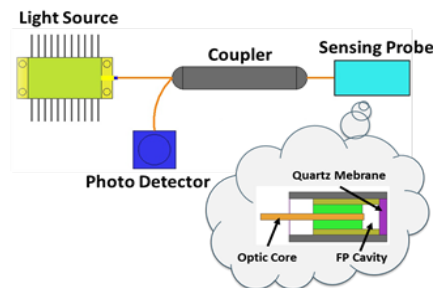 Light Source
Coupler
Sensing Probe
Photo Detector
Quartz Mebrane
Optic Core
FP Cavity